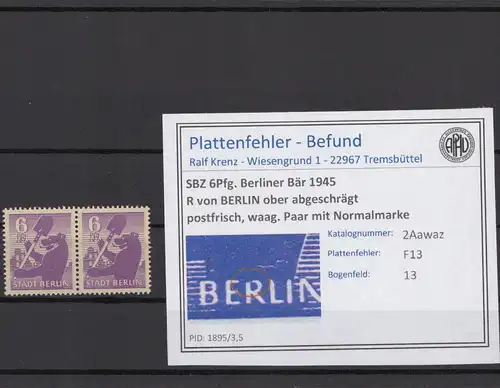 Plattenfehler - Befund
Ralf Krenz - Wiesengrund 1 - 22967 Tremsbüttel
SBZ 6Pfg. Berliner Bär 1945
R von BERLIN ober abgeschrägt
postfrisch, waag. Paar mit Normalmarke
Katalognummer: 2Aawaz
Plattenfehler: F13
Bogenfeld: 13
BERLIN
PID: 1895/3,5
6 6
STADT BERLIN STADT BERLIN